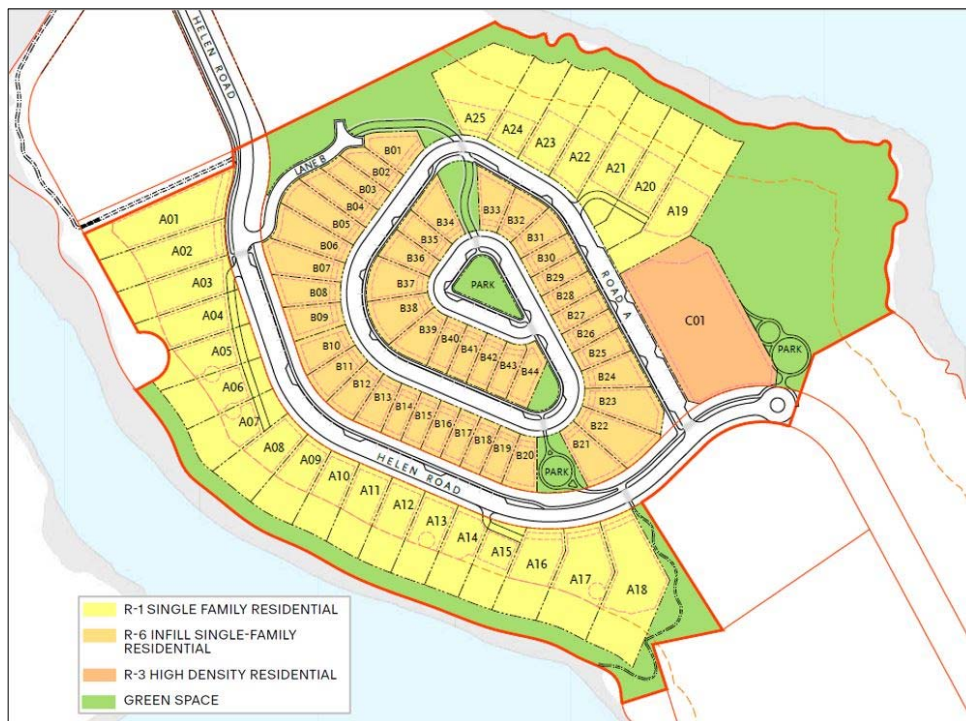 HELEN ROAD
LANE B
A01
A02
A03
A04
A05
A06
A07
A08
A09
A10
A11
A12
A13
A14
A15
A16
A17
A18
A19
A20
A21
A22
A23
A24
A25
B01
B02
B03
B04
B05
B06
B07
B08
B09
B10
B11
B12
B13
B14
B15
B16
B17
B18
B19
B20
B21
B22
B23
B24
B25
B26
B27
B28
B29
B30
B31
B32
B33
B34
B35
B36
B37
B38
B39
B40
B41
B42
B43
B44
PARK
ROAD A
C01
PARK
HELEN ROAD
PARK
R-1 SINGLE FAMILY RESIDENTIAL
R-6 INFILL SINGLE-FAMILY
RESIDENTIAL
R-3 HIGH DENSITY RESIDENTIAL
GREEN SPACE